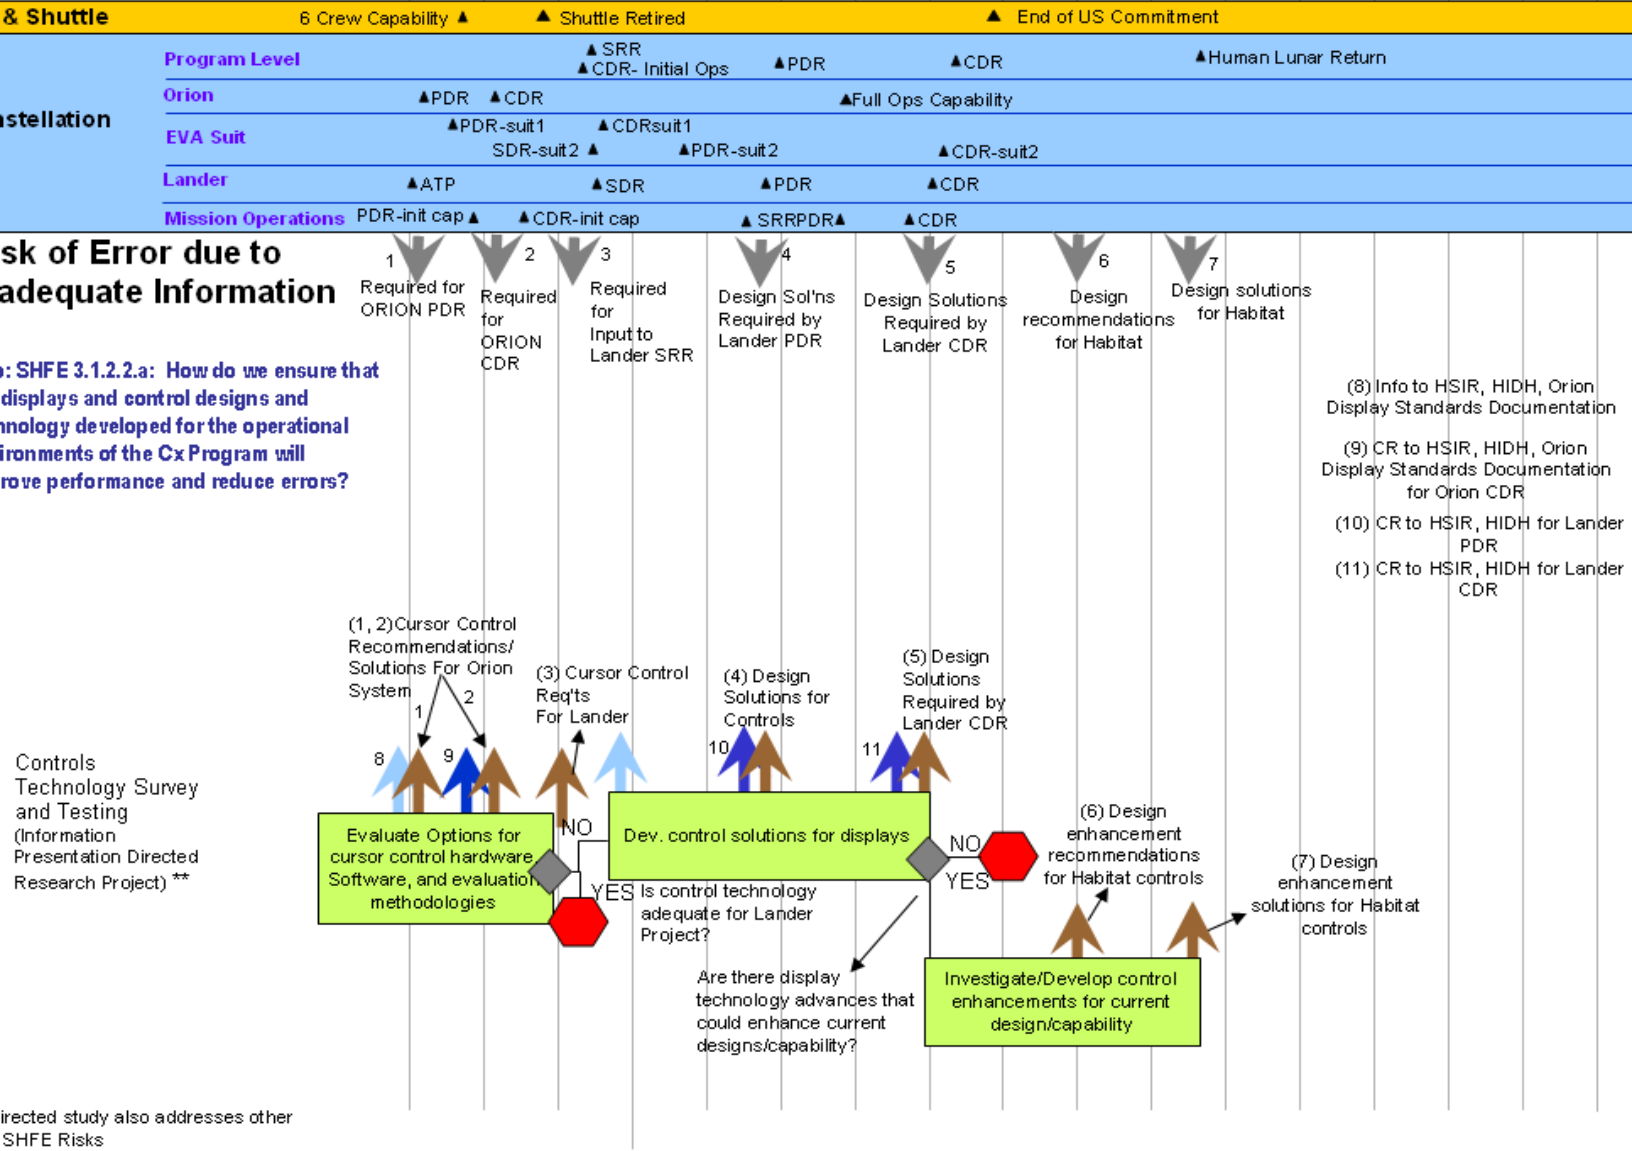 & Shuttle
6 Crew Capability
Shuttle Retired
End of US Commitment
Program Level
SRR
CDR- Initial Ops
PDR
CDR
Human Lunar Return
Orion
PDR
CDR
Full Ops Capability
nstellation
EVA Suit
PDR-suit1
CDRsuit1
SDR-suit2
PDR-suit2
CDR-suit2
Lander
ATP
SDR
PDR
CDR
Mission Operations
PDR-init cap
CDR-init cap
SRRPDR
CDR
sk of Error due to
adequate Information
1
Required for
ORION PDR
2
Required
for
ORION
CDR
3
Required
for
Input to
Lander SRR
4
Design Sol'ns
Required by
Lander PDR
5
Design Solutions
Required by
Lander CDR
6
Design
recommendations
for Habitat
7
Design solutions
for Habitat
: SHFE 3.1.2.2.a: How do we ensure that
displays and control designs and
hnology developed for the operational
ironments of the Cx Program will
rove performance and reduce errors?
(8) Info to HSIR, HIDH, Orion
Display Standards Documentation
(9) CR to HSIR, HIDH, Orion
Display Standards Documentation
for Orion CDR
(10) CR to HSIR, HIDH for Lander
PDR
(11) CR to HSIR, HIDH for Lander
CDR
(1, 2)Cursor Control
Recommendations/
Solutions For Orion
System
1
2
(3) Cursor Control
Req'ts
For Lander
(4) Design
Solutions for
Controls
(5) Design
Solutions
Required by
Lander CDR
8
9
10
11
Controls
Technology Survey
and Testing
(Information
Presentation Directed
Research Project) **
Evaluate Options for
cursor control hardware,
Software, and evaluation
methodologies
NO
YES
Dev. control solutions for displays
Is control technology
adequate for Lander
Project?
NO
YES
Are there display
technology advances that
could enhance current
designs/capability?
(6) Design
enhancement
recommendations
for Habitat controls
(7) Design
enhancement
solutions for Habitat
controls
Investigate/Develop control
enhancements for current
design/capability
irected study also addresses other
SHFE Risks